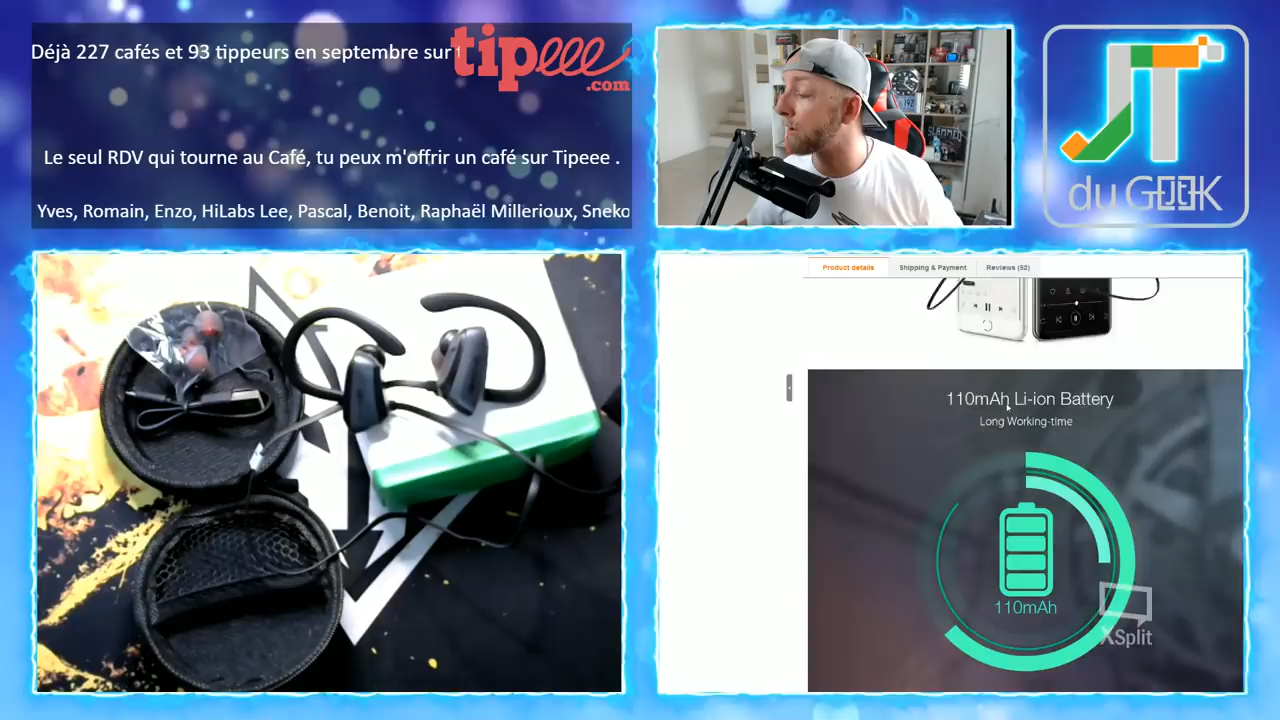 Déjà 227 cafés et 93 tippeurs en septembre sur
tipeee
.com
Le seul RDV qui tourne au Café, tu peux m'offrir un café sur Tipeee .
Yves, Romain, Enzo, HiLabs Lee, Pascal, Benoit, Raphaël Millerioux, Sneko
SLAMMED
JT
du GEEK
Product details
Shipping & Payment
Reviews (52)
110mAh Li-ion Battery
Long Working-time
110mAh
XSplit